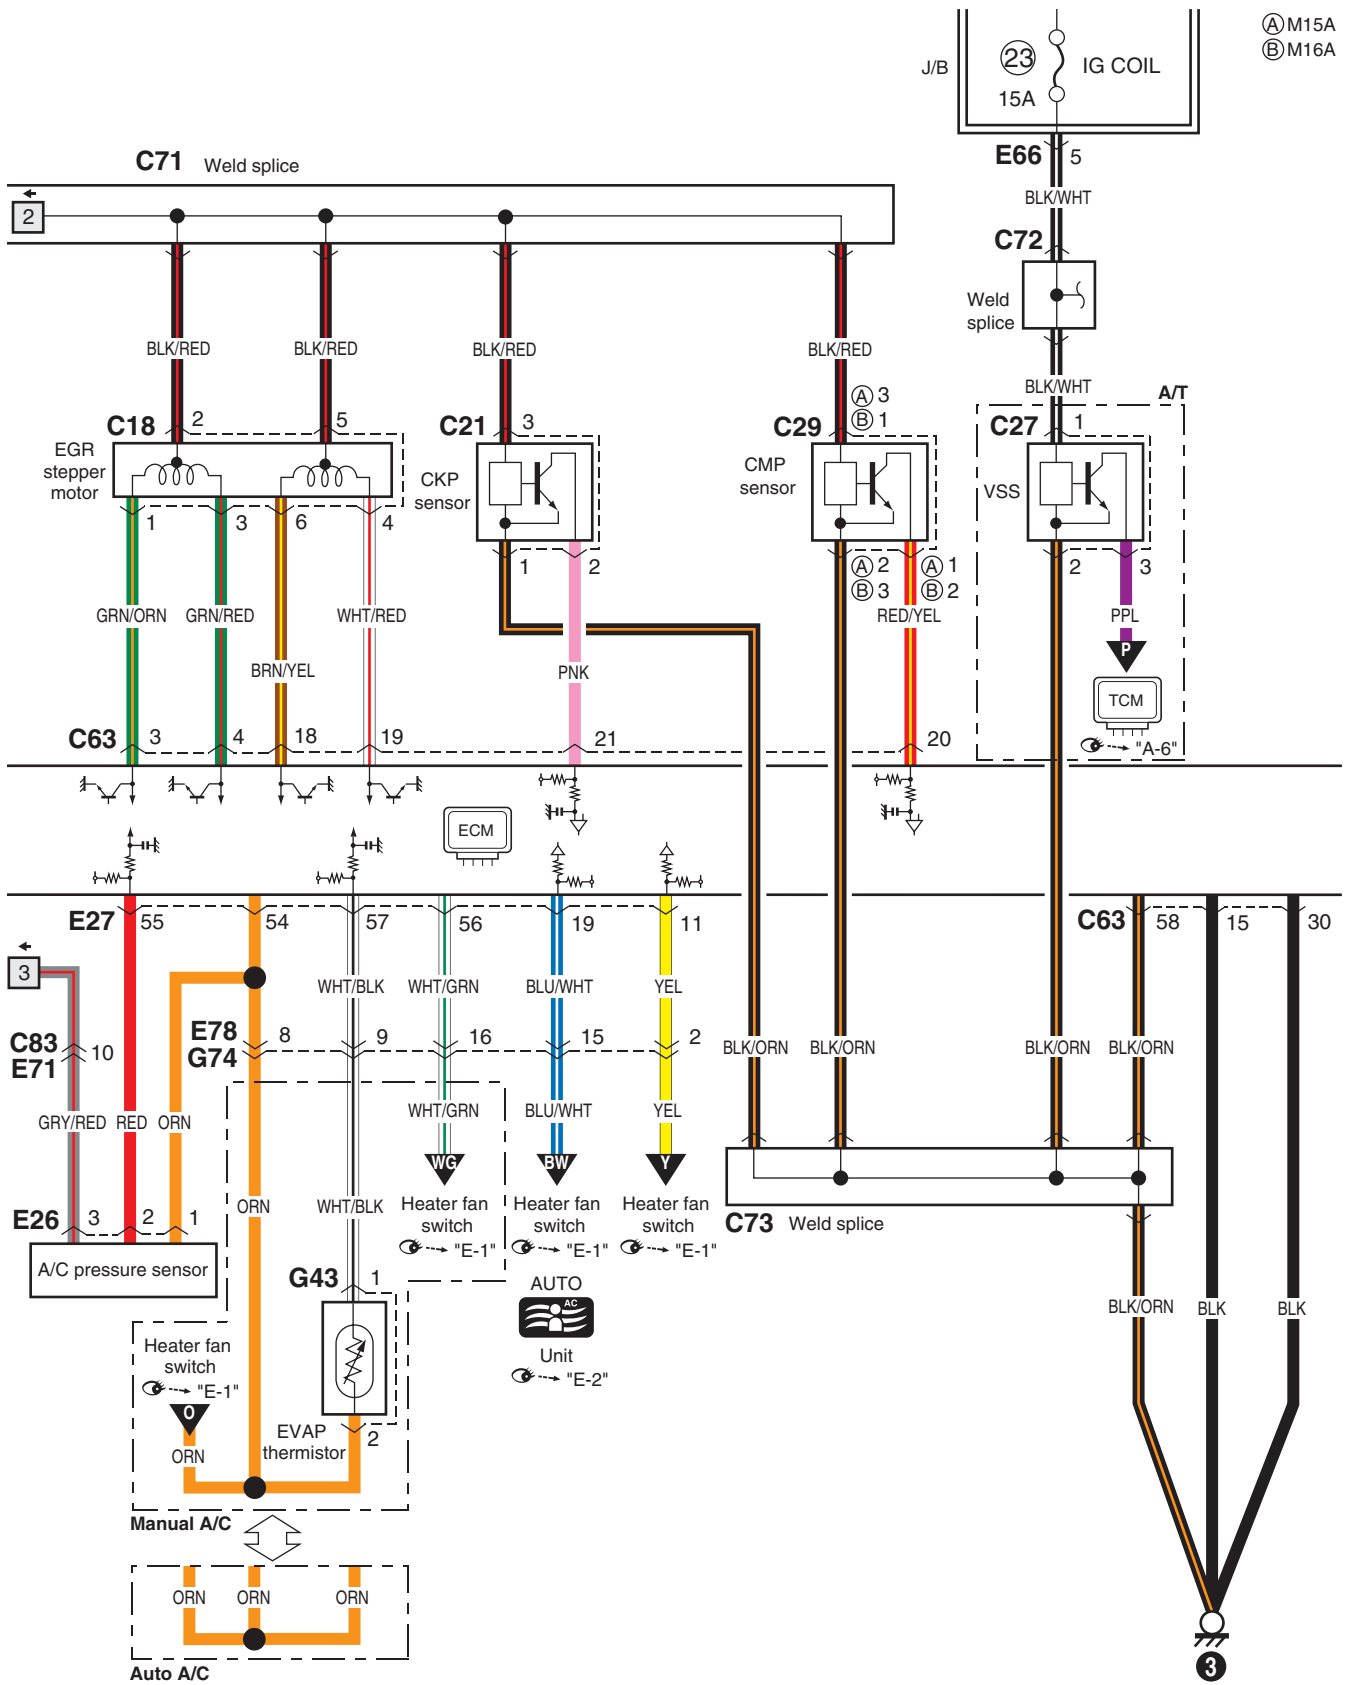 A M15A
B M16A
J/B
23
15A
IG COIL
E66 5
BLK/WHT
C71 Weld splice
2
C72
Weld
splice
BLK/RED
BLK/RED
BLK/RED
BLK/RED
BLK/WHT
A/T
A 3
B 1
C18 2
5
C21 3
C29
C27 1
EGR
stepper
motor
CKP
sensor
CMP
sensor
VSS
1
3
6
4
1
2
A 2
B 3
A 1
B 2
2
3
GRN/ORN
GRN/RED
WHT/RED
RED/YEL
PPL
BRN/YEL
PNK
P
TCM
"A-6"
C63 3
4
18
19
21
20
ECM
E27 55
54
57
56
19
11
C63 58
15
30
3
WHT/BLK
WHT/GRN
BLU/WHT
YEL
C83
E71
10
E78
G74
8
9
16
15
2
BLK/ORN
BLK/ORN
BLK/ORN
BLK/ORN
GRY/RED
RED
ORN
WHT/GRN
BLU/WHT
YEL
WG
BW
Y
ORN
WHT/BLK
Heater fan
switch
"E-1"
Heater fan
switch
"E-1"
Heater fan
switch
"E-1"
E26 3
2
1
C73 Weld splice
A/C pressure sensor
G43 1
AUTO
AC
Unit
"E-2"
BLK/ORN
BLK
BLK
Heater fan
switch
"E-1"
O
ORN
EVAP
thermistor
2
Manual A/C
ORN
ORN
ORN
Auto A/C
3